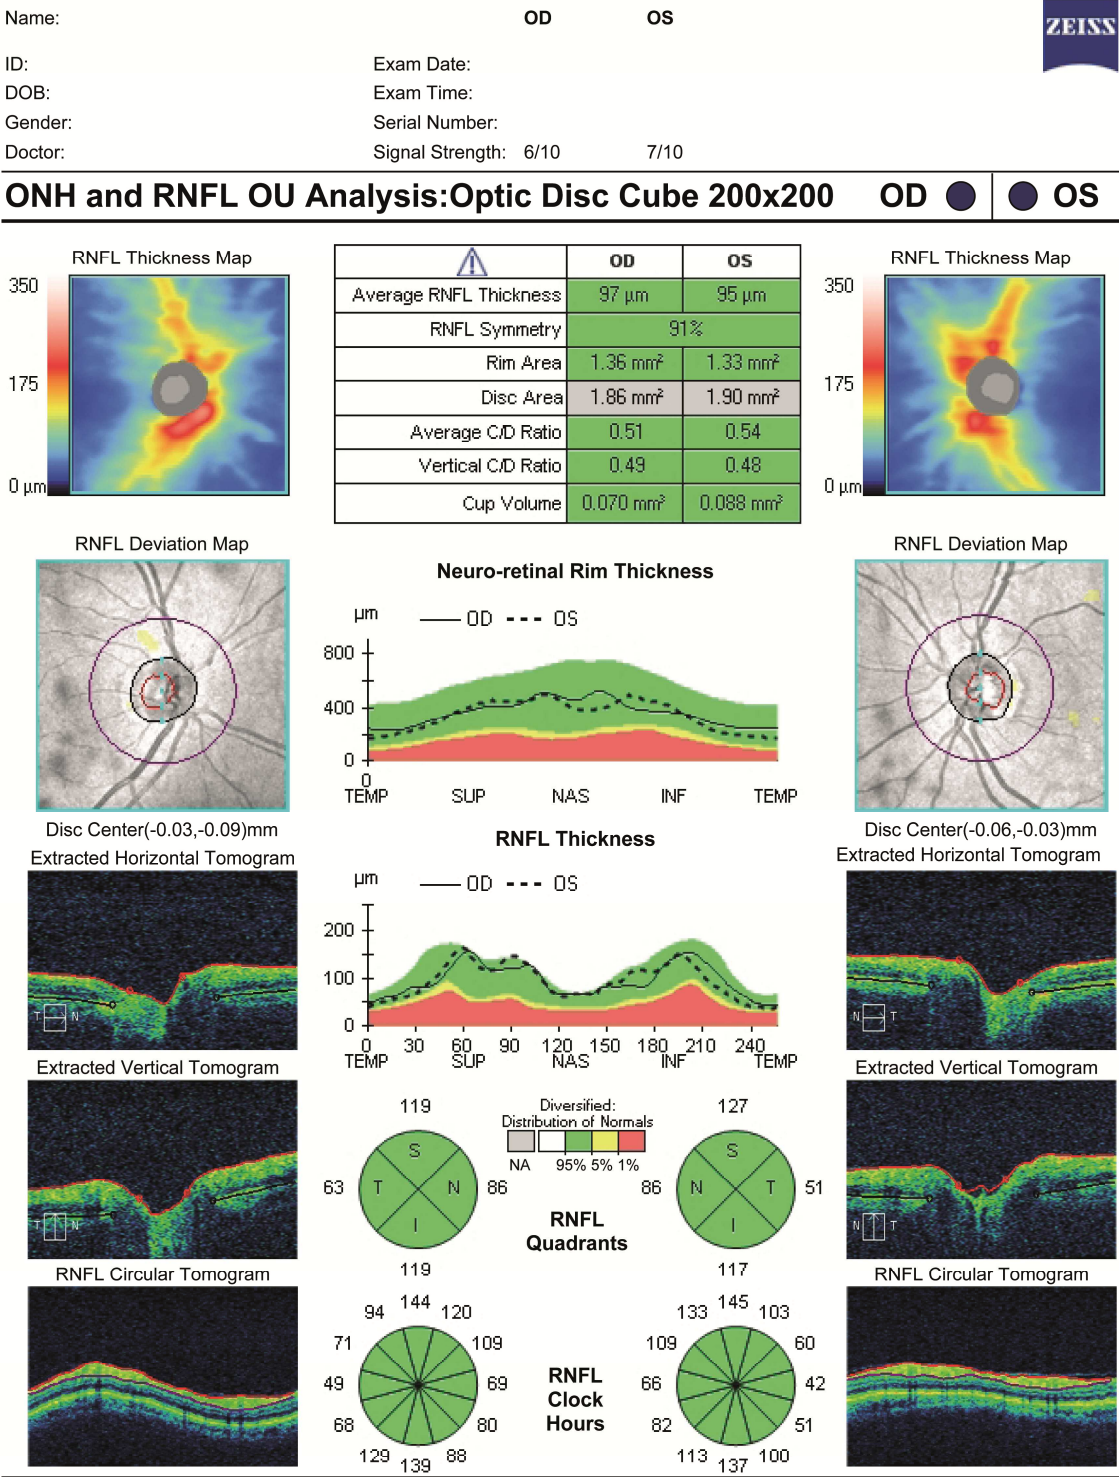 Name:
OD OS
ZEISS
ID:
Exam Date:
DOB:
Exam Time:
Gender:
Serial Number:
Doctor:
Signal Strength: 6/10 7/10
ONH and RNFL OU Analysis:Optic Disc Cube 200x200 OD OS
RNFL Thickness Map
350
175
0 µm
OD OS
Average RNFL Thickness 97 µm 95 µm
RNFL Symmetry 91%
Rim Area 1.36 mm² 1.33 mm²
Disc Area 1.86 mm² 1.90 mm²
Average C/D Ratio 0.51 0.54
Vertical C/D Ratio 0.49 0.48
Cup Volume 0.070 mm³ 0.088 mm³
RNFL Thickness Map
350
175
0 µm
RNFL Deviation Map
Disc Center(-0.03,-0.09)mm
Neuro-retinal Rim Thickness
µm OD OS
800
400
0
0
TEMP SUP NAS INF TEMP
RNFL Deviation Map
Disc Center(-0.06,-0.03)mm
Extracted Horizontal Tomogram
T N
RNFL Thickness
µm OD OS
200
100
0
0 30 60 90 120 150 180 210 240
TEMP SUP NAS INF TEMP
Extracted Horizontal Tomogram
N T
Extracted Vertical Tomogram
T N
119
S
63 T N 86
I
119
Diversified:
Distribution of Normals
NA 95% 5% 1%
RNFL
Quadrants
127
S
86 N T 51
I
117
Extracted Vertical Tomogram
N T
RNFL Circular Tomogram
144
94 120
71 109
49 69
68 80
129 88
139
RNFL
Clock
Hours
145
133 103
109 60
66 42
82 51
113 100
137
RNFL Circular Tomogram